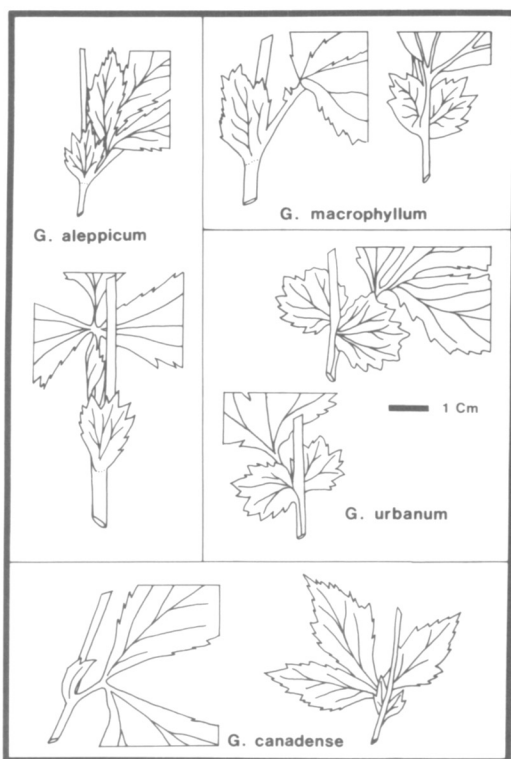 G. aleppicum
G. macrophyllum
1 Cm
G. urbanum
G. canadense